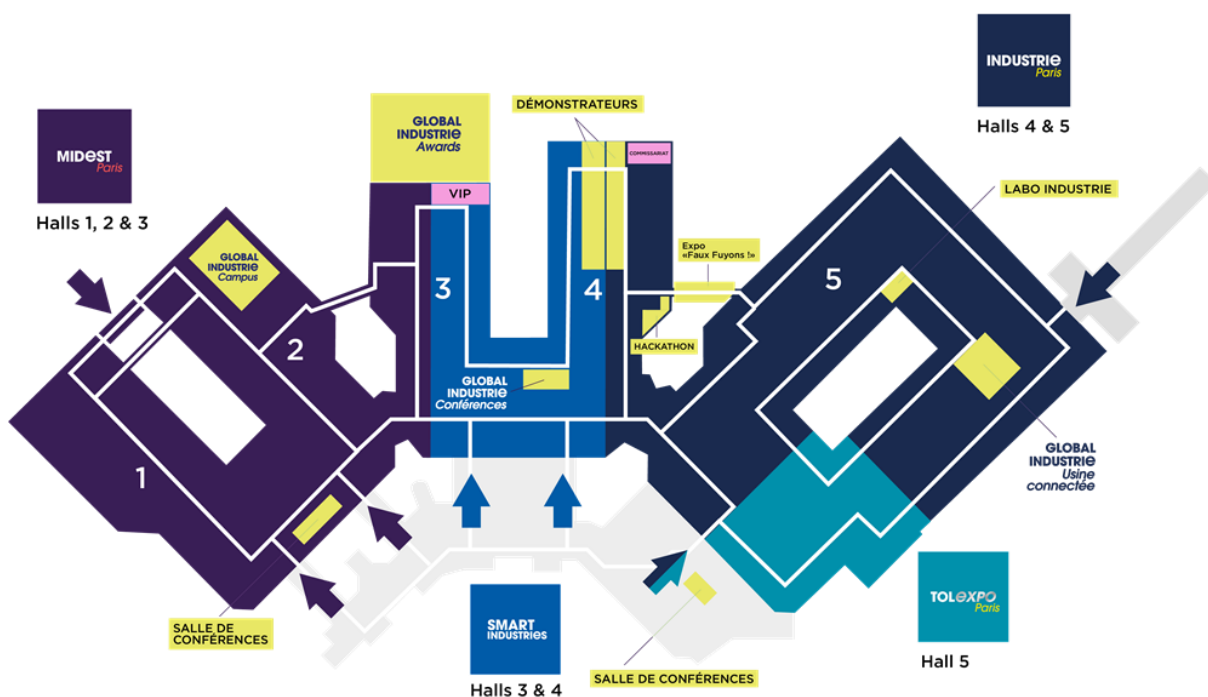 INDUSTRIE
Paris
Halls 4 & 5
MIDEST
Paris
Halls 1, 2 & 3
GLOBAL
INDUSTRIE
Awards
DÉMONSTRATEURS
COMMISSARIAT
VIP
LABO INDUSTRIE
GLOBAL
INDUSTRIE
Campus
Expo
«Faux Fuyons !»
3
4
5
2
HACKATHON
GLOBAL
INDUSTRIE
Conférences
1
GLOBAL
INDUSTRIE
Usine
connectée
SALLE DE
CONFÉRENCES
SMART
INDUSTRIES
Halls 3 & 4
SALLE DE CONFÉRENCES
TOLEXPO
Paris
Hall 5